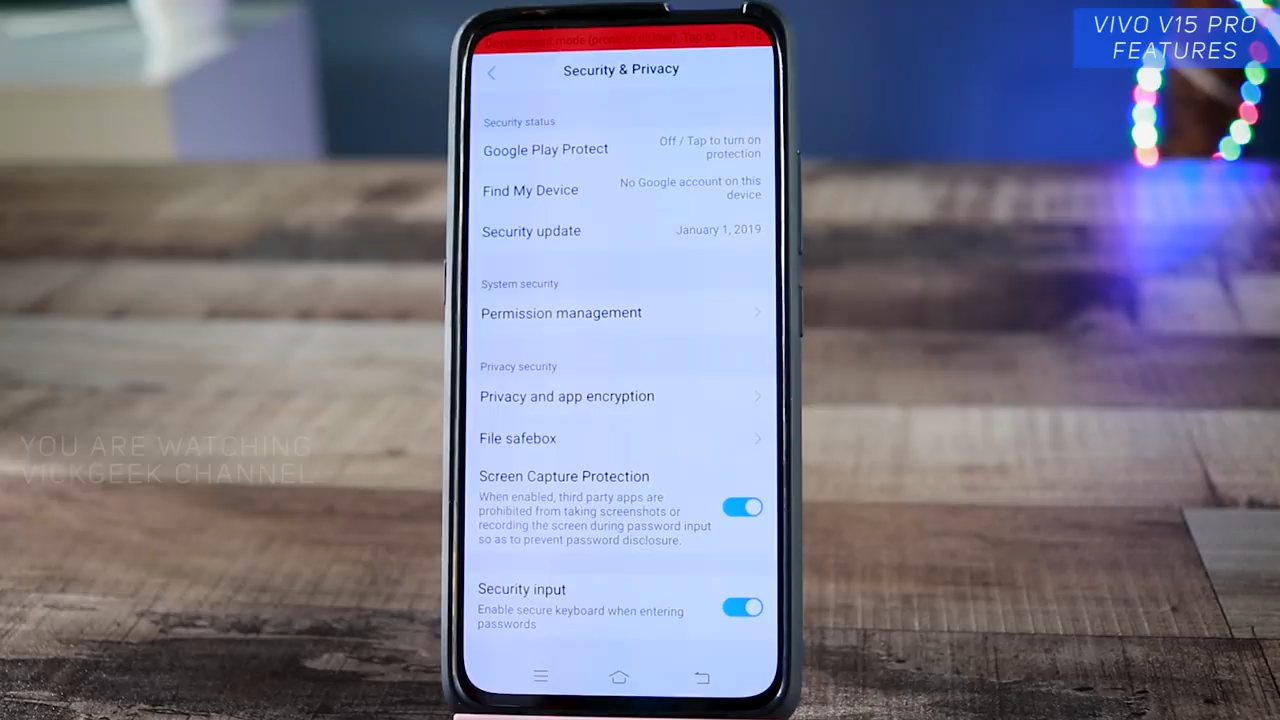 VIVO V15 PRO
FEATURES
Security & Privacy
Security status
Google Play Protect
Off / Tap to turn on
protection
Find My Device
No Google account on this
device
Security update
January 1, 2019
System security
Permission management
Privacy security
Privacy and app encryption
File safebox
Screen Capture Protection
When enabled, third party apps are
prohibited from taking screenshots or
recording the screen during password input
so as to prevent password disclosure.
Security input
Enable secure keyboard when entering
passwords
YOU ARE WATCHING
VICKGEEK CHANNEL